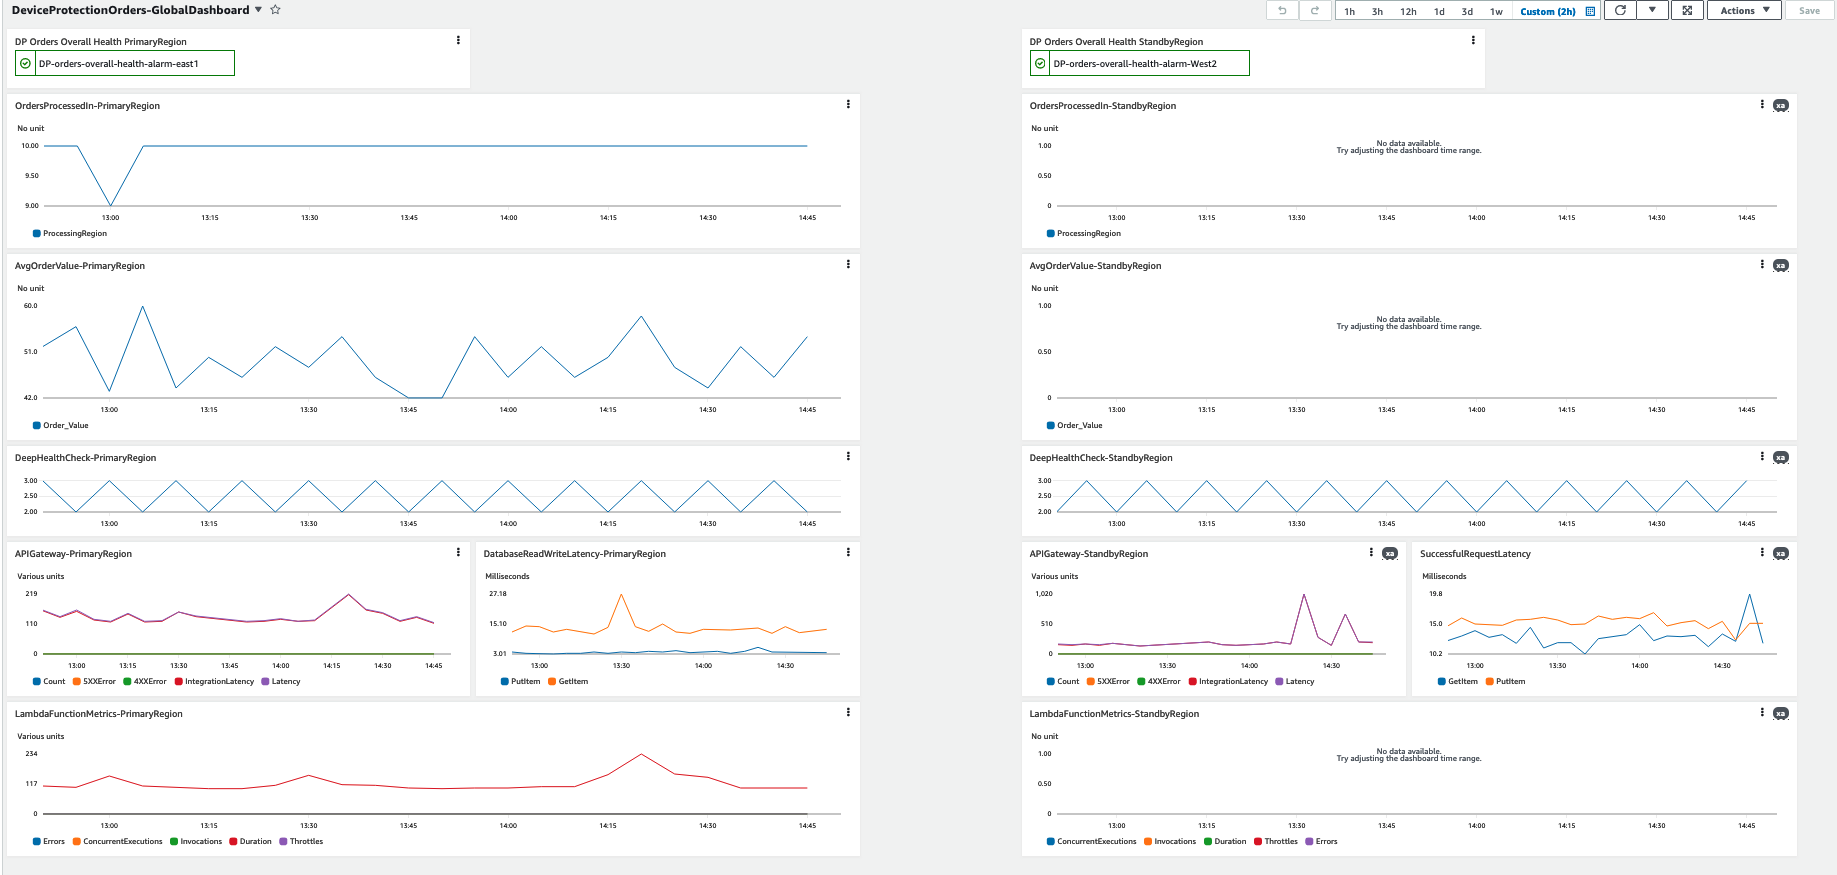 DeviceProtectionOrders-GlobalDashboard
1h 3h 12h 1d 3d 1w Custom (2h) Actions Save
DP Orders Overall Health PrimaryRegion
DP-orders-overall-health-alarm-east1
DP Orders Overall Health StandbyRegion
DP-orders-overall-health-alarm-West2
OrdersProcessedIn-PrimaryRegion
No unit
10.00
9.50
9.00
13:00 13:15 13:30 13:45 14:00 14:15 14:30 14:45
ProcessingRegion
OrdersProcessedIn-StandbyRegion
xa
No unit
1.00
0.50
0
No data available.
Try adjusting the dashboard time range.
13:00 13:15 13:30 13:45 14:00 14:15 14:30 14:45
ProcessingRegion
AvgOrderValue-PrimaryRegion
No unit
60.0
51.0
42.0
13:00 13:15 13:30 13:45 14:00 14:15 14:30 14:45
Order_Value
AvgOrderValue-StandbyRegion
xa
No unit
1.00
0.50
0
No data available.
Try adjusting the dashboard time range.
13:00 13:15 13:30 13:45 14:00 14:15 14:30 14:45
Order_Value
DeepHealthCheck-PrimaryRegion
3.00
2.50
2.00
13:00 13:15 13:30 13:45 14:00 14:15 14:30 14:45
DeepHealthCheck-StandbyRegion
xa
3.00
2.50
2.00
13:00 13:15 13:30 13:45 14:00 14:15 14:30 14:45
APIGateway-PrimaryRegion
Various units
219
110
0
13:00 13:15 13:30 13:45 14:00 14:15 14:30 14:45
Count 5XXError 4XXError IntegrationLatency Latency
DatabaseReadWriteLatency-PrimaryRegion
Milliseconds
27.18
15.10
3.01
13:00 13:30 14:00 14:30
PutItem GetItem
APIGateway-StandbyRegion
xa
Various units
1,020
510
0
13:00 13:30 14:00 14:30
Count 5XXError 4XXError IntegrationLatency Latency
SuccessfulRequestLatency
xa
Milliseconds
19.8
15.0
10.2
13:00 13:30 14:00 14:30
GetItem PutItem
LambdaFunctionMetrics-PrimaryRegion
Various units
234
117
0
13:00 13:15 13:30 13:45 14:00 14:15 14:30 14:45
Errors ConcurrentExecutions Invocations Duration Throttles
LambdaFunctionMetrics-StandbyRegion
xa
No unit
1.00
0.50
0
No data available.
Try adjusting the dashboard time range.
13:00 13:15 13:30 13:45 14:00 14:15 14:30 14:45
ConcurrentExecutions Invocations Duration Throttles Errors